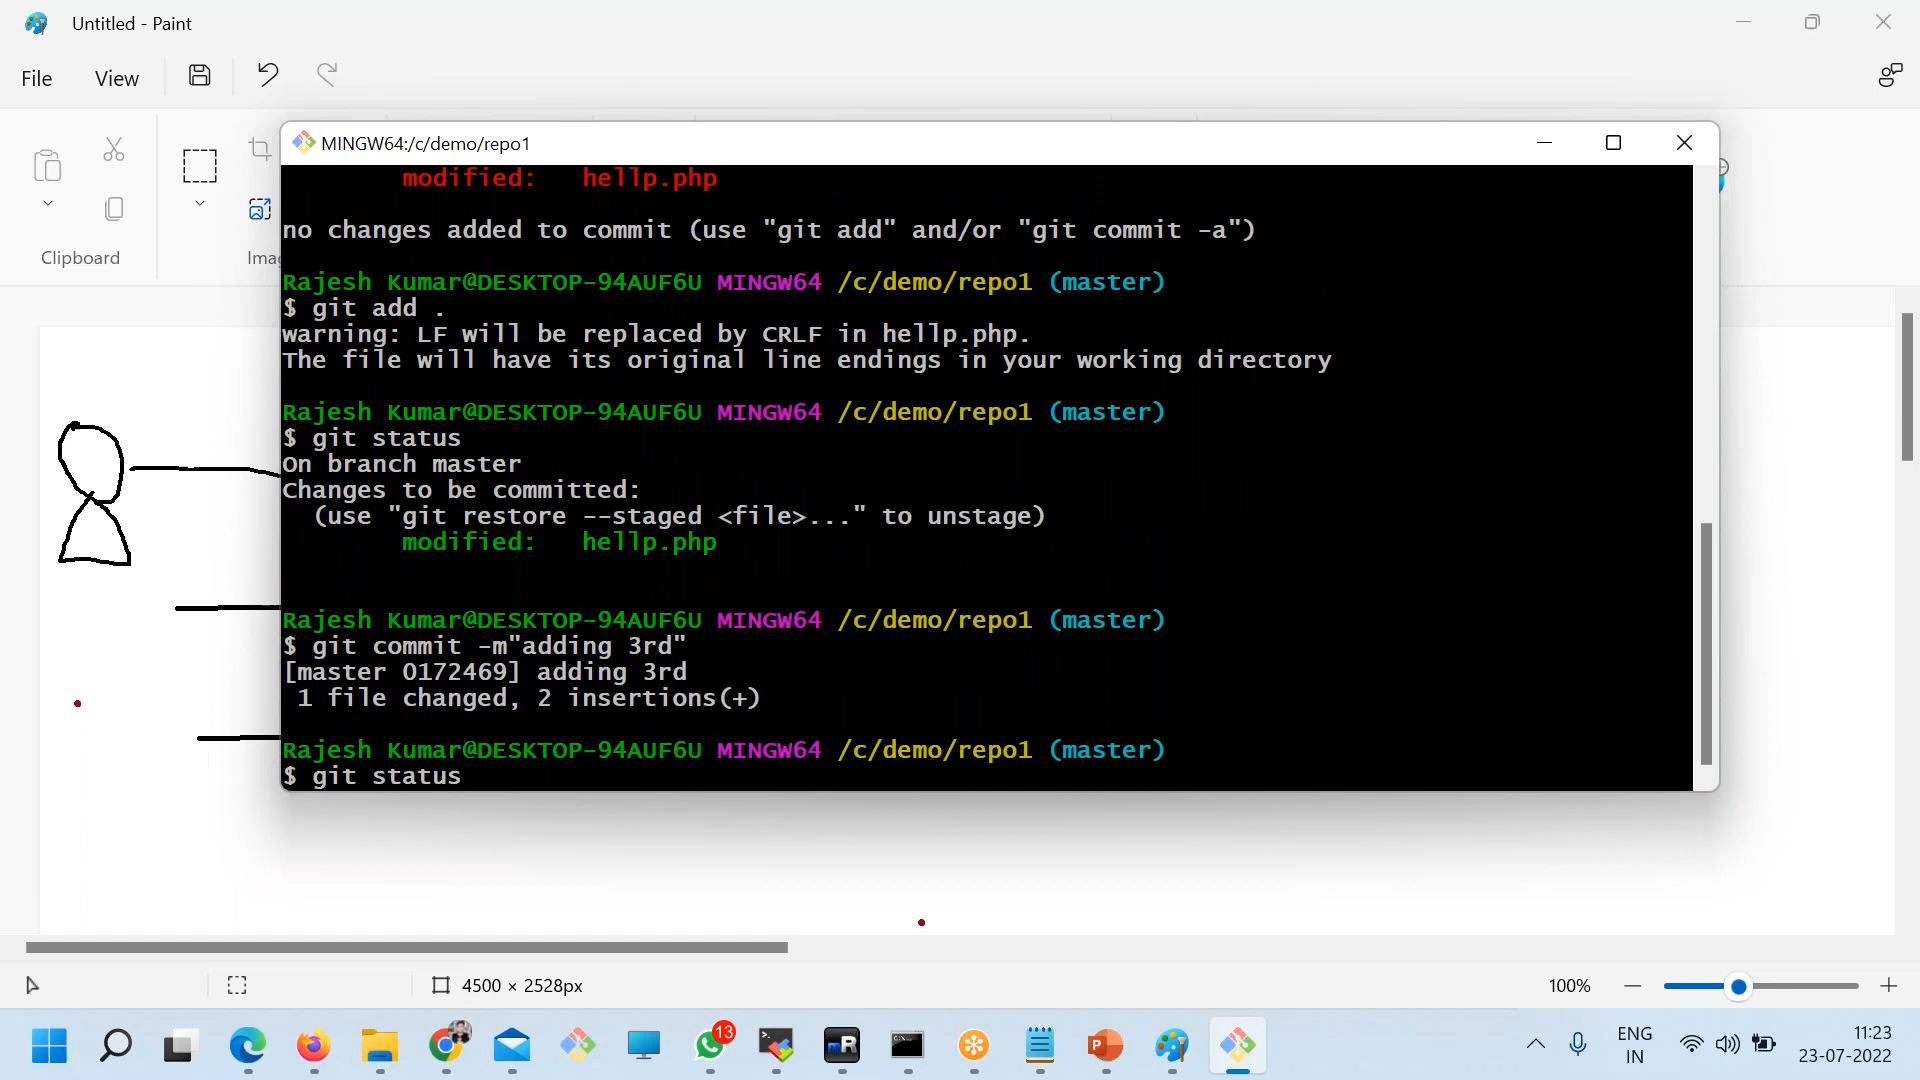 Untitled - Paint
File
View
MINGW64:/c/demo/repo1
Clipboard
modified: hellp.php
no changes added to commit (use "git add" and/or "git commit -a")
Rajesh Kumar@DESKTOP-94AUF6U MINGW64 /c/demo/repo1 (master)
$ git add .
warning: LF will be replaced by CRLF in hellp.php.
The file will have its original line endings in your working directory
Rajesh Kumar@DESKTOP-94AUF6U MINGW64 /c/demo/repo1 (master)
$ git status
On branch master
Changes to be committed:
(use "git restore --staged <file>..." to unstage)
modified: hellp.php
Rajesh Kumar@DESKTOP-94AUF6U MINGW64 /c/demo/repo1 (master)
$ git commit -m"adding 3rd"
[master 0172469] adding 3rd
1 file changed, 2 insertions(+)
Rajesh Kumar@DESKTOP-94AUF6U MINGW64 /c/demo/repo1 (master)
$ git status
4500 × 2528px
100%
13
ENG
IN
11:23
23-07-2022